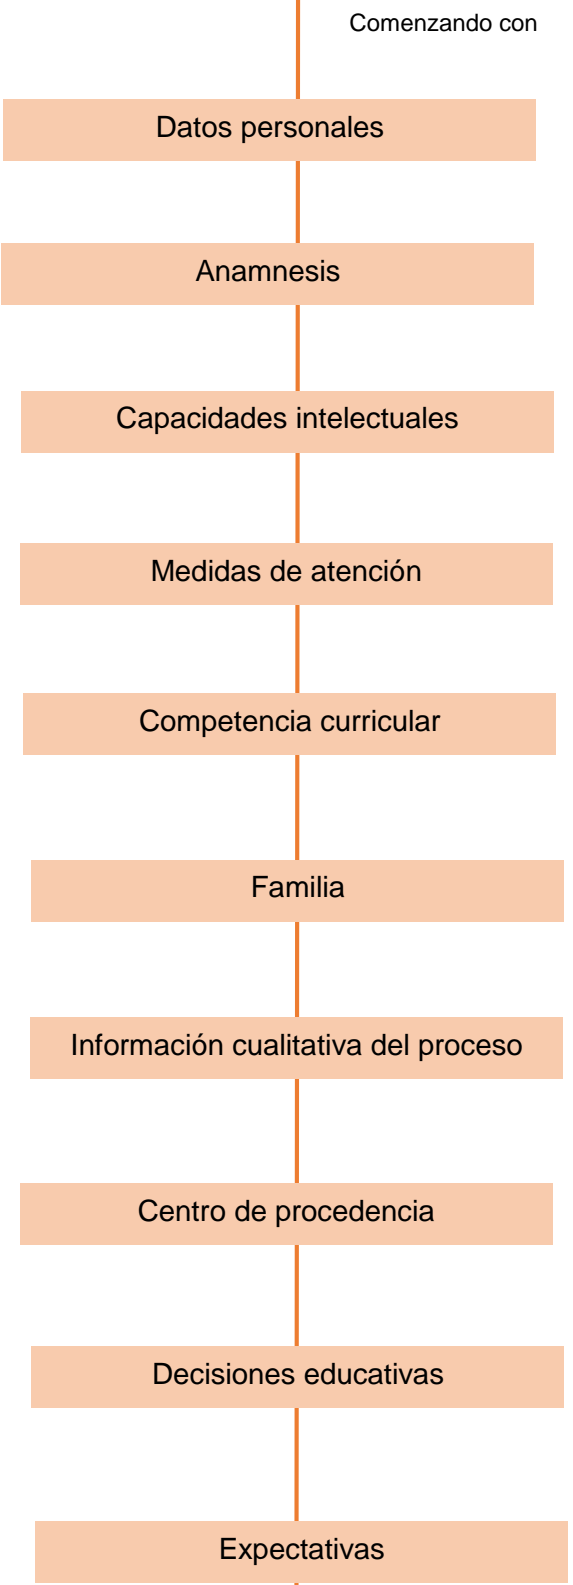 Comenzando con
Datos personales
Anamnesis
Capacidades intelectuales
Medidas de atención
Competencia curricular
Familia
Información cualitativa del proceso
Centro de procedencia
Decisiones educativas
Expectativas